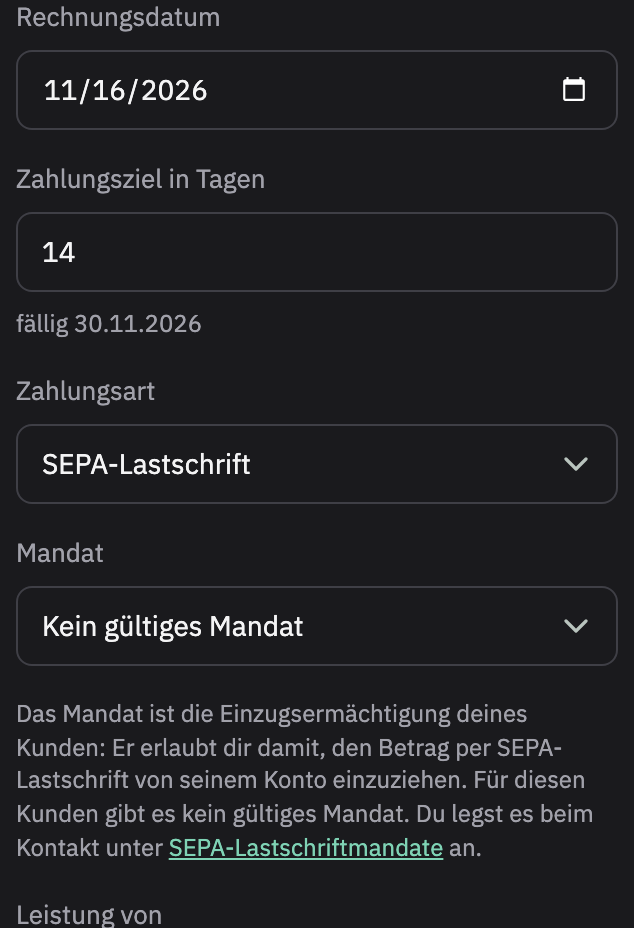 Rechnungsdatum
11/16/2026
Zahlungsziel in Tagen
14
fällig 30.11.2026
Zahlungsart
SEPA-Lastschrift
Mandat
Kein gültiges Mandat
Das Mandat ist die Einzugsermächtigung deines
Kunden: Er erlaubt dir damit, den Betrag per SEPA-
Lastschrift von seinem Konto einzuziehen. Für diesen
Kunden gibt es kein gültiges Mandat. Du legst es beim
Kontakt unter SEPA-Lastschriftmandate an.
Leistung von